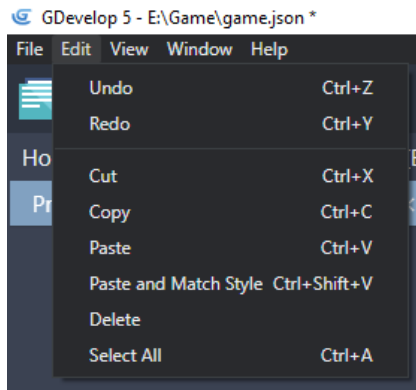 GDevelop 5 - E:\Game\game.json *
File Edit View Window Help
Undo Ctrl+Z
Redo Ctrl+Y
Cut Ctrl+X
Copy Ctrl+C
Paste Ctrl+V
Paste and Match Style Ctrl+Shift+V
Delete
Select All Ctrl+A